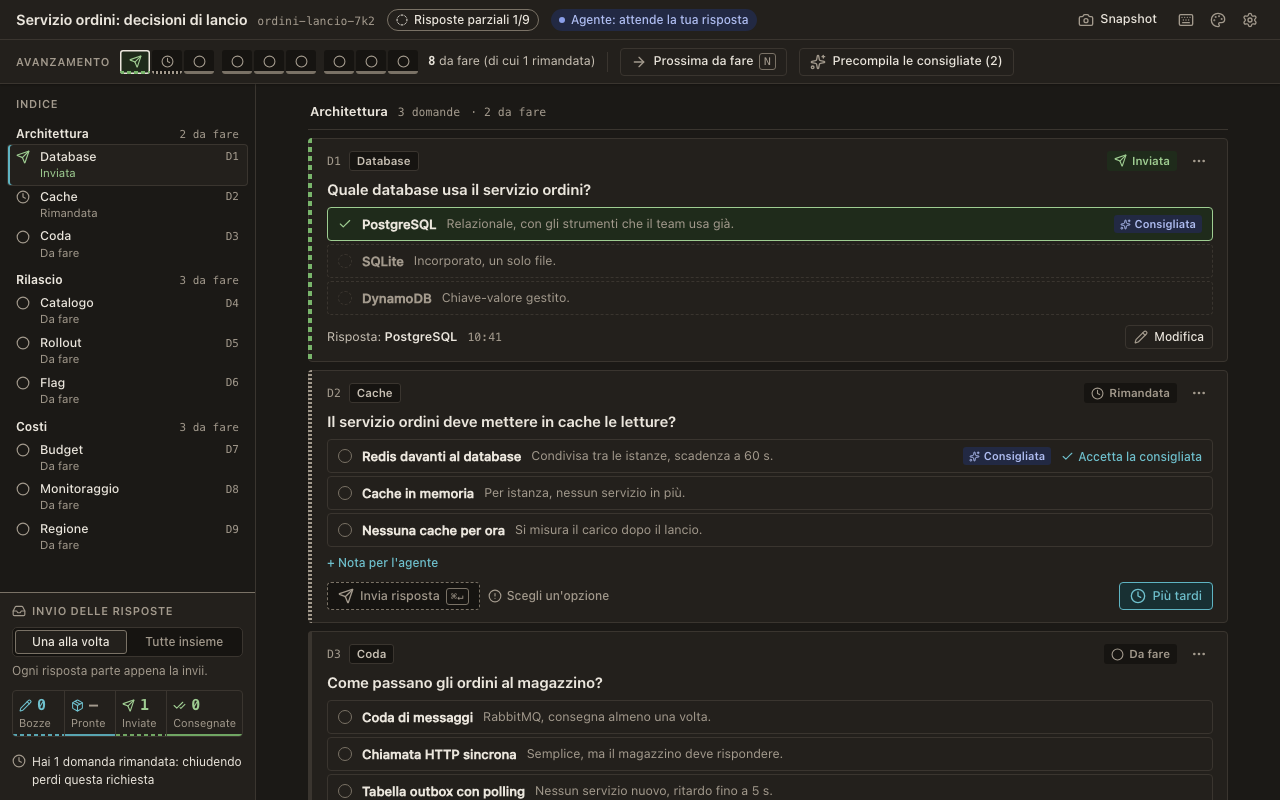 Servizio ordini: decisioni di lancio ordini-lancio-7k2 Risposte parziali 1/9 Agente: attende la tua risposta Snapshot
AVANZAMENTO 8 da fare (di cui 1 rimandata) Prossima da fare N Precompila le consigliate (2)
INDICE
Architettura 2 da fare
Database D1
Inviata
Cache D2
Rimandata
Coda D3
Da fare
Rilascio 3 da fare
Catalogo D4
Da fare
Rollout D5
Da fare
Flag D6
Da fare
Costi 3 da fare
Budget D7
Da fare
Monitoraggio D8
Da fare
Regione D9
Da fare
INVIO DELLE RISPOSTE
Una alla volta Tutte insieme
Ogni risposta parte appena la invii.
0 – 1 0
Bozze Pronte Inviate Consegnate
Hai 1 domanda rimandata: chiudendo
perdi questa richiesta
Architettura 3 domande · 2 da fare
D1 Database Inviata
Quale database usa il servizio ordini?
PostgreSQL Relazionale, con gli strumenti che il team usa già. Consigliata
SQLite Incorporato, un solo file.
DynamoDB Chiave-valore gestito.
Risposta: PostgreSQL 10:41 Modifica
D2 Cache Rimandata
Il servizio ordini deve mettere in cache le letture?
Redis davanti al database Condivisa tra le istanze, scadenza a 60 s. Consigliata Accetta la consigliata
Cache in memoria Per istanza, nessun servizio in più.
Nessuna cache per ora Si misura il carico dopo il lancio.
+ Nota per l'agente
Invia risposta ⌘↵ Scegli un'opzione Più tardi
D3 Coda Da fare
Come passano gli ordini al magazzino?
Coda di messaggi RabbitMQ, consegna almeno una volta.
Chiamata HTTP sincrona Semplice, ma il magazzino deve rispondere.
Tabella outbox con polling Nessun servizio nuovo, ritardo fino a 5 s.